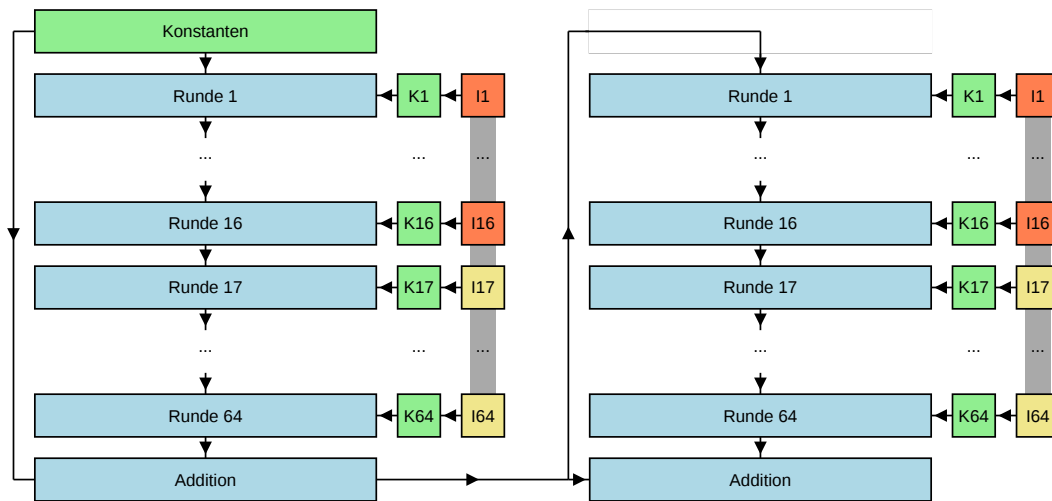 Konstanten
Runde 1 K1 I1
... ... ...
Runde 16 K16 I16
Runde 17 K17 I17
... ... ...
Runde 64 K64 I64
Addition
Runde 1 K1 I1
... ... ...
Runde 16 K16 I16
Runde 17 K17 I17
... ... ...
Runde 64 K64 I64
Addition